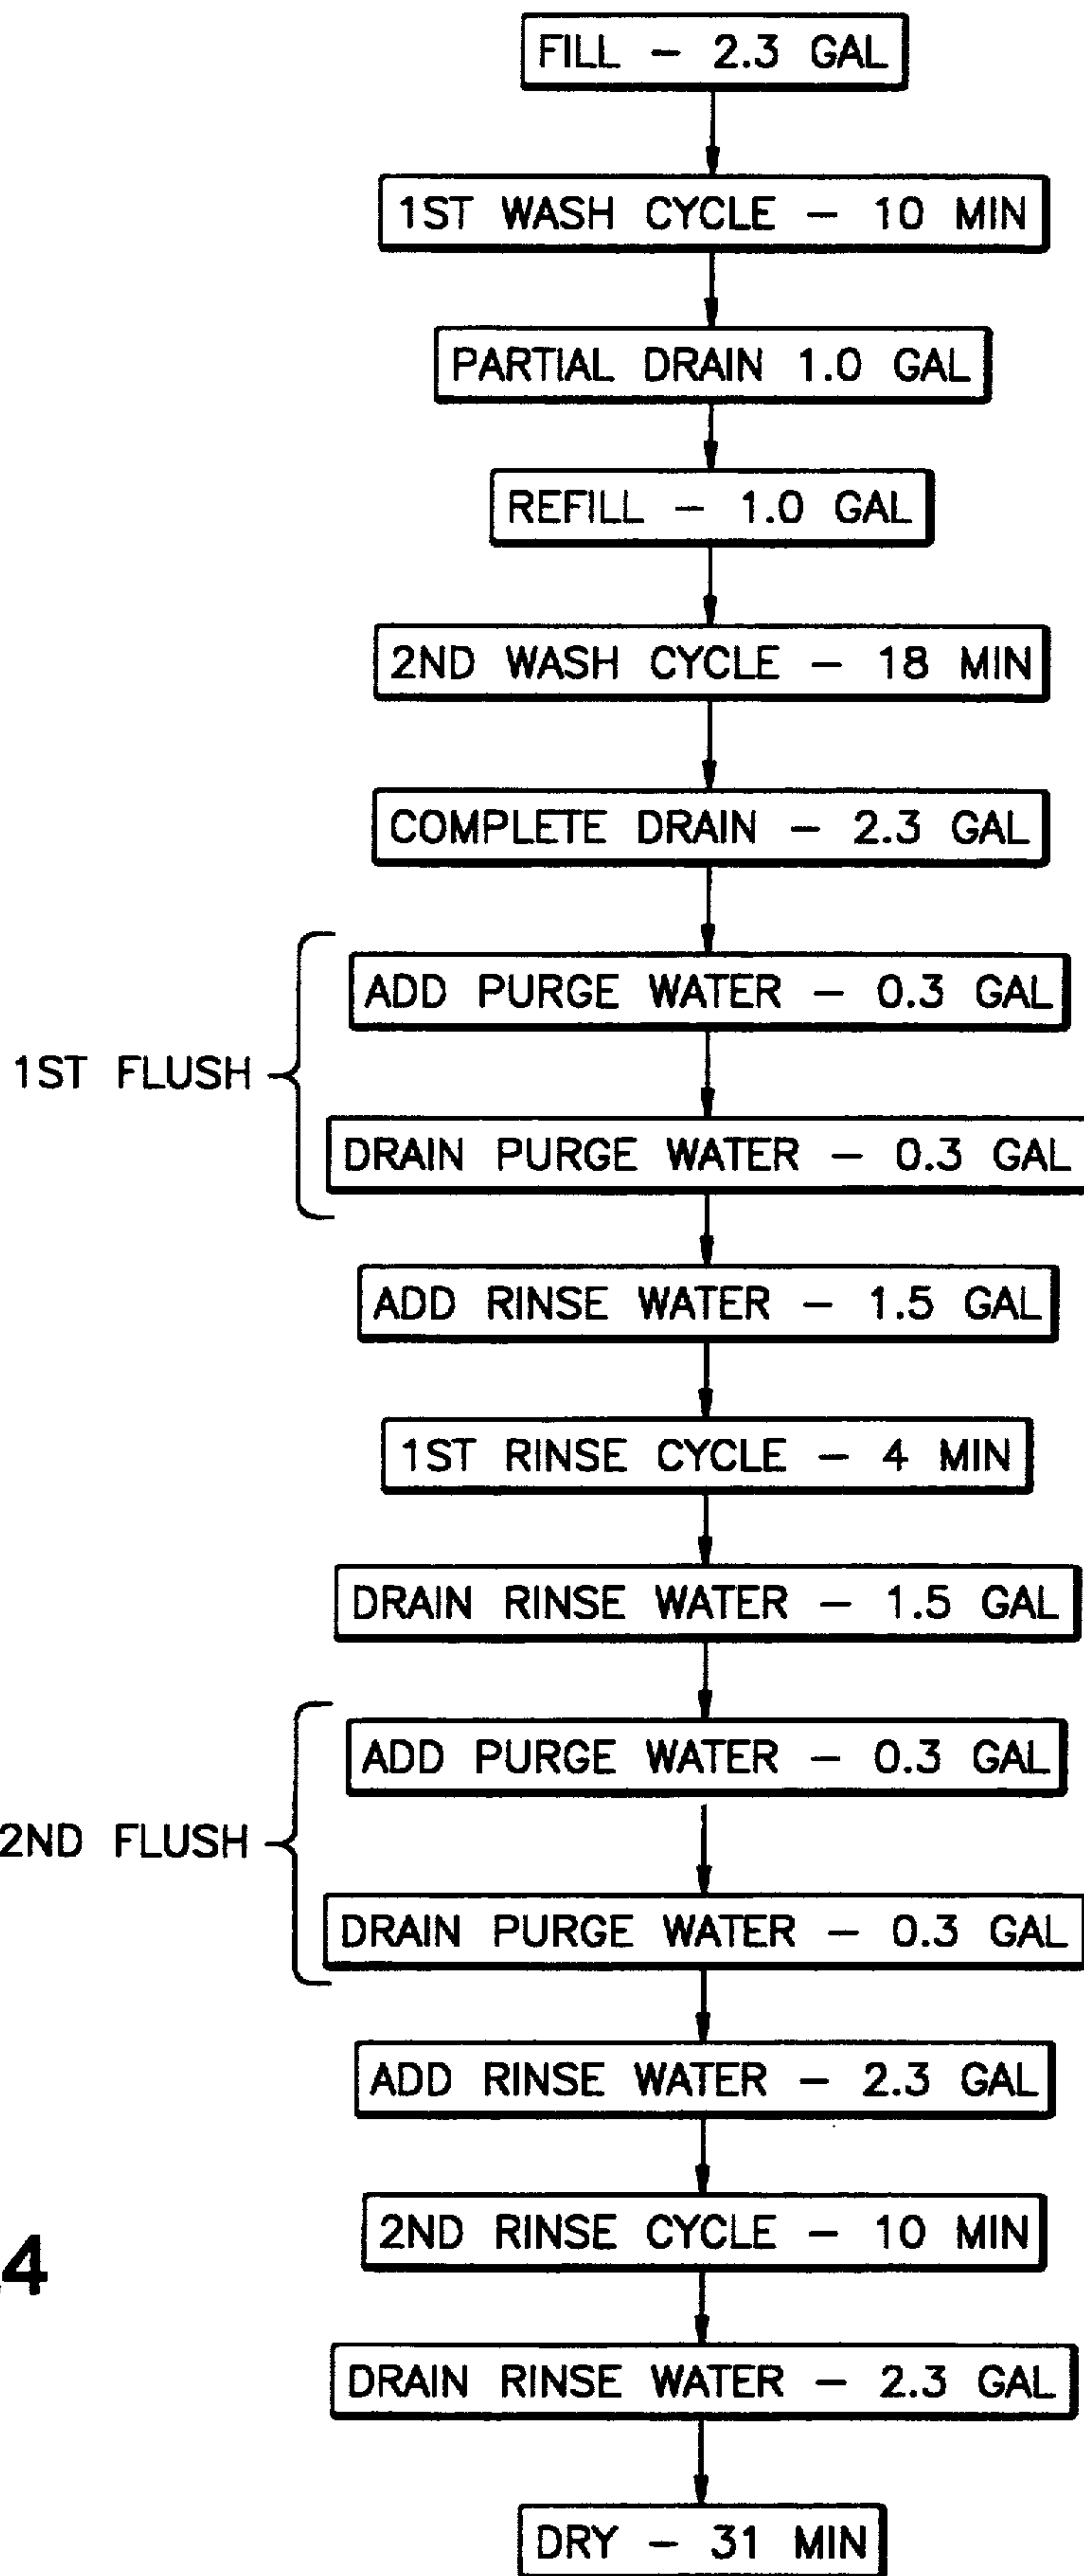 FILL – 2.3 GAL
1ST WASH CYCLE – 10 MIN
PARTIAL DRAIN 1.0 GAL
REFILL – 1.0 GAL
2ND WASH CYCLE – 18 MIN
COMPLETE DRAIN – 2.3 GAL
ADD PURGE WATER – 0.3 GAL
1ST FLUSH
DRAIN PURGE WATER – 0.3 GAL
ADD RINSE WATER – 1.5 GAL
1ST RINSE CYCLE – 4 MIN
DRAIN RINSE WATER – 1.5 GAL
ADD PURGE WATER – 0.3 GAL
2ND FLUSH
DRAIN PURGE WATER – 0.3 GAL
ADD RINSE WATER – 2.3 GAL
2ND RINSE CYCLE – 10 MIN
4
DRAIN RINSE WATER – 2.3 GAL
DRY – 31 MIN